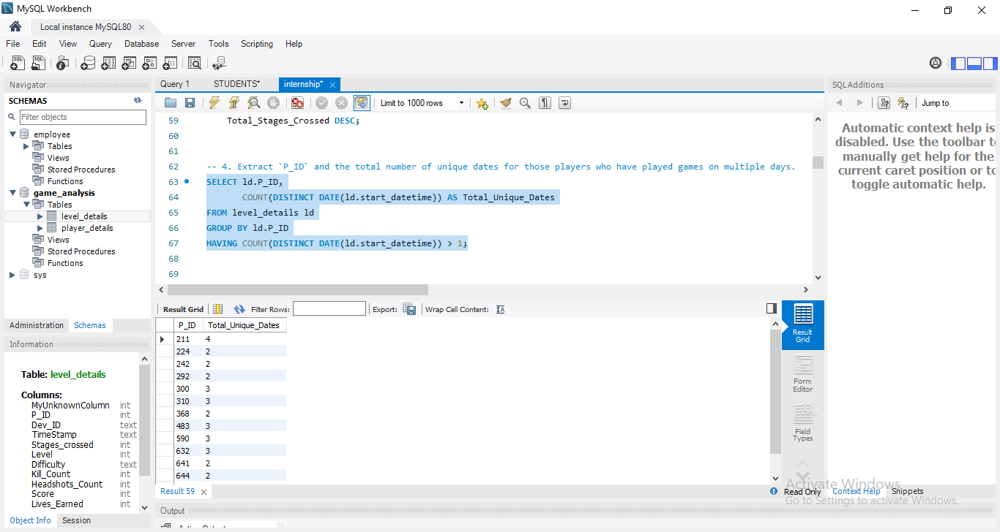 MySQL Workbench
Local instance MySQL80
File Edit View Query Database Server Tools Scripting Help
Navigator
SCHEMAS
Filter objects
employee
Tables
Views
Stored Procedures
Functions
game_analysis
Tables
level_details
player_details
Views
Stored Procedures
Functions
sys
Administration Schemas
Information
Table: level_details
Columns:
MyUnknownColumn int
P_ID int
Dev_ID text
TimeStamp text
Stages_crossed int
Level int
Difficulty text
Kill_Count int
Headshots_Count int
Score int
Lives_Earned int
Object Info Session
Query 1 STUDENTS* internship*
Limit to 1000 rows
59 Total_Stages_Crossed DESC;
60
61
62 -- 4. Extract `P_ID` and the total number of unique dates for those players who have played games on multiple days.
63 SELECT ld.P_ID,
64 COUNT(DISTINCT DATE(ld.start_datetime)) AS Total_Unique_Dates
65 FROM level_details ld
66 GROUP BY ld.P_ID
67 HAVING COUNT(DISTINCT DATE(ld.start_datetime)) > 1;
68
69
Result Grid Filter Rows: Export: Wrap Cell Content:
P_ID Total_Unique_Dates
211 4
224 2
242 2
292 2
300 3
310 3
368 2
483 3
590 3
632 3
641 2
644 2
Result Grid
Form Editor
Field Types
Result 59
Read Only
Output
SQLAdditions
Jump to
Automatic context help is
disabled. Use the toolbar
manually get help for the
current caret position or
toggle automatic help.
Context Help Snippets
Activate Windows
Go to Settings to activate Windows.